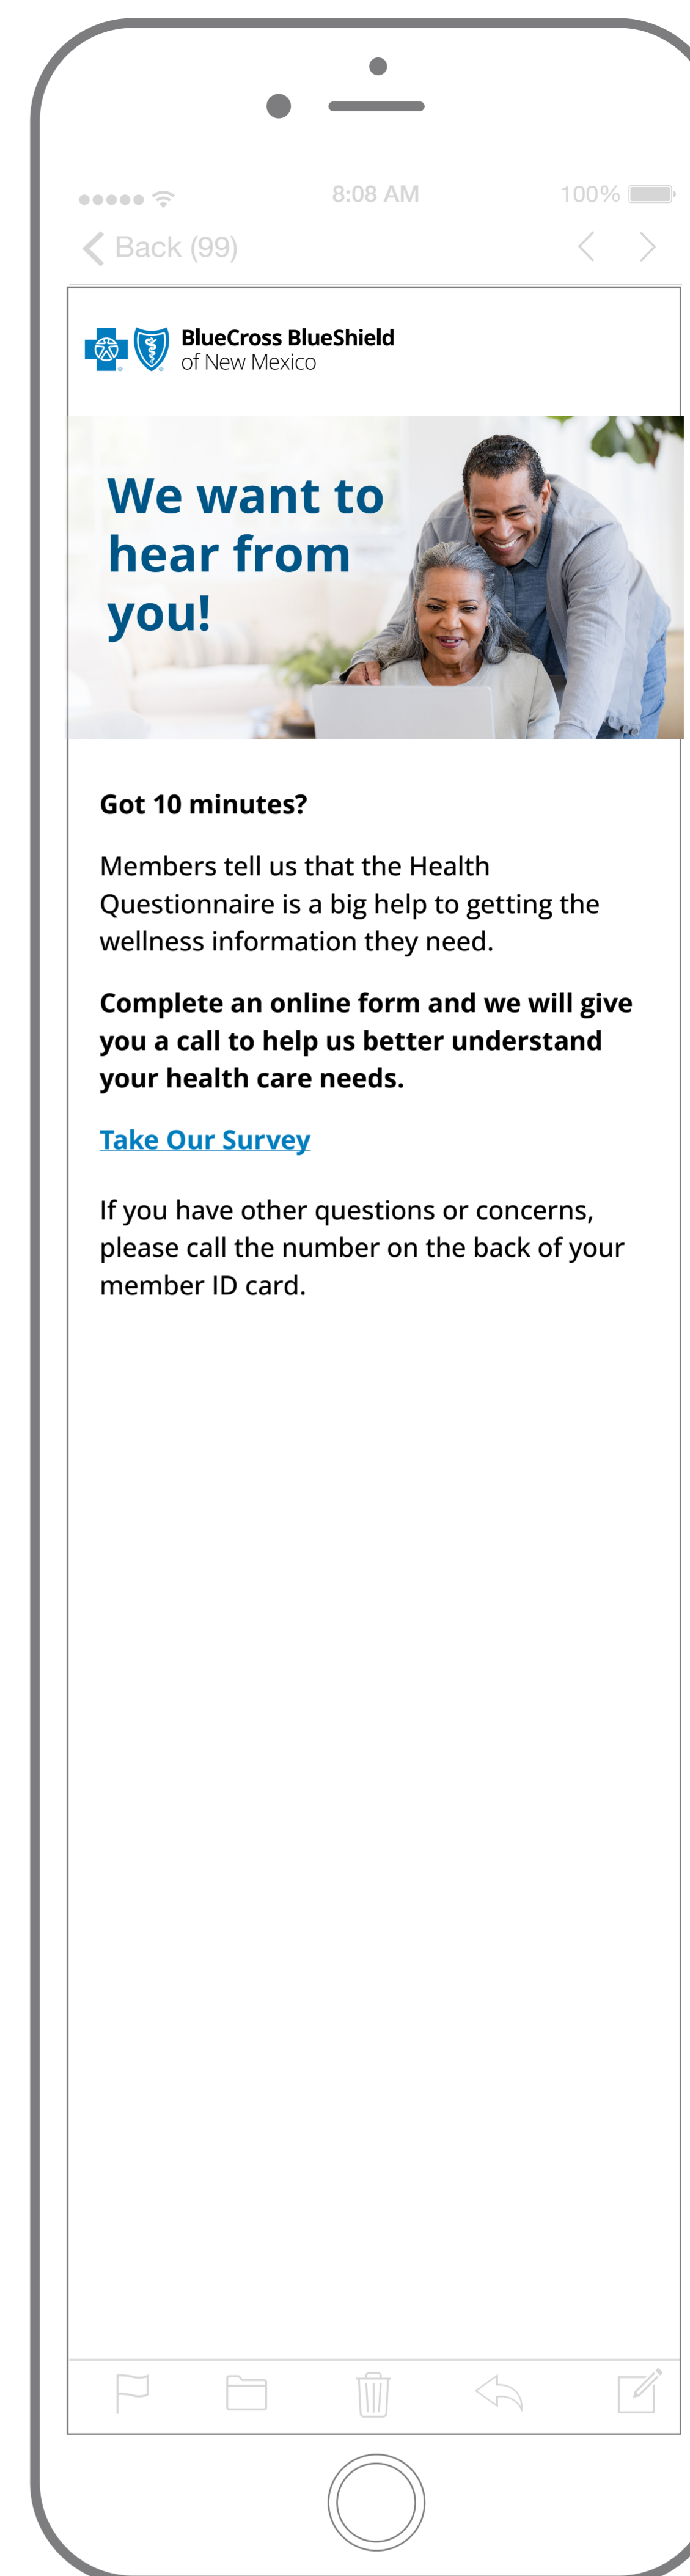 8:08 AM
100%
Back (99)
BlueCross BlueShield
of New Mexico
We want to
hear from
you!
Got 10 minutes?
Members tell us that the Health
Questionnaire is a big help to getting the
wellness information they need.
Complete an online form and we will give
you a call to help us better understand
your health care needs.
Take Our Survey
If you have other questions or concerns,
please call the number on the back of your
member ID card.